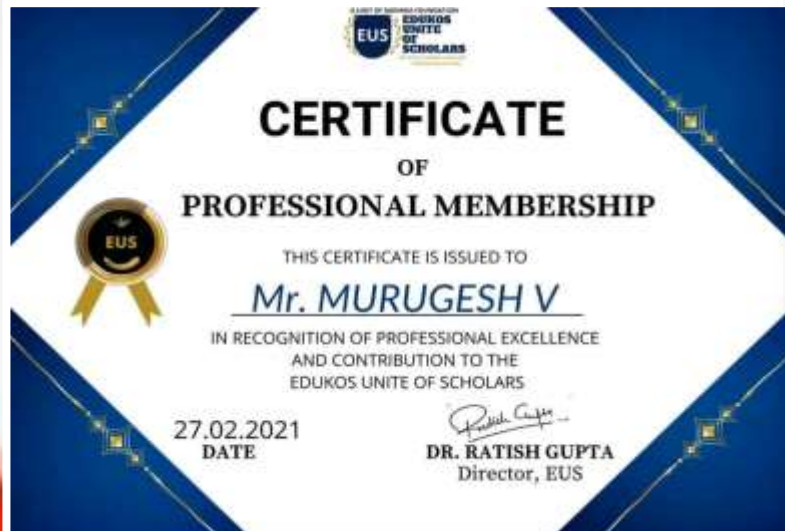 EUS
EDUKOS
UNITE
OF
SCHOLARS
CERTIFICATE
OF
PROFESSIONAL MEMBERSHIP
EUS
THIS CERTIFICATE IS ISSUED TO
Mr. MURUGESH V
IN RECOGNITION OF PROFESSIONAL EXCELLENCE
AND CONTRIBUTION TO THE
EDUKOS UNITE OF SCHOLARS
27.02.2021
DATE
DR. RATISH GUPTA
Director, EUS